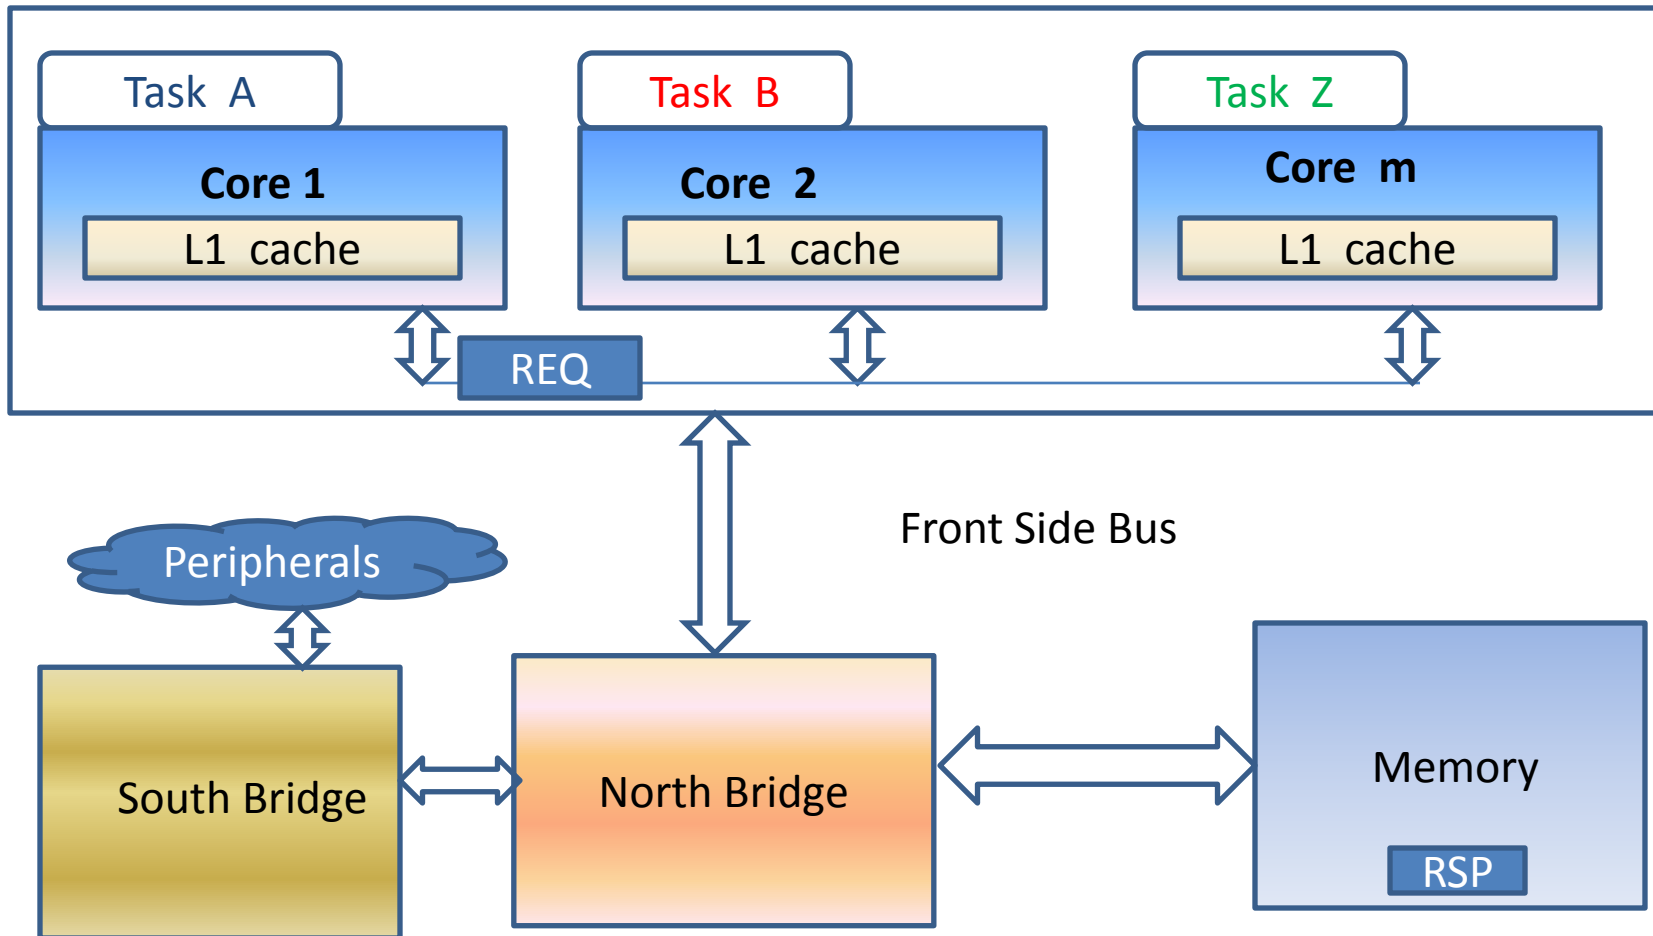 Task A
Task B
Task Z
Core 1
Core 2
Core m
L1 cache
L1 cache
L1 cache
REQ
Front Side Bus
Peripherals
South Bridge
North Bridge
Memory
RSP